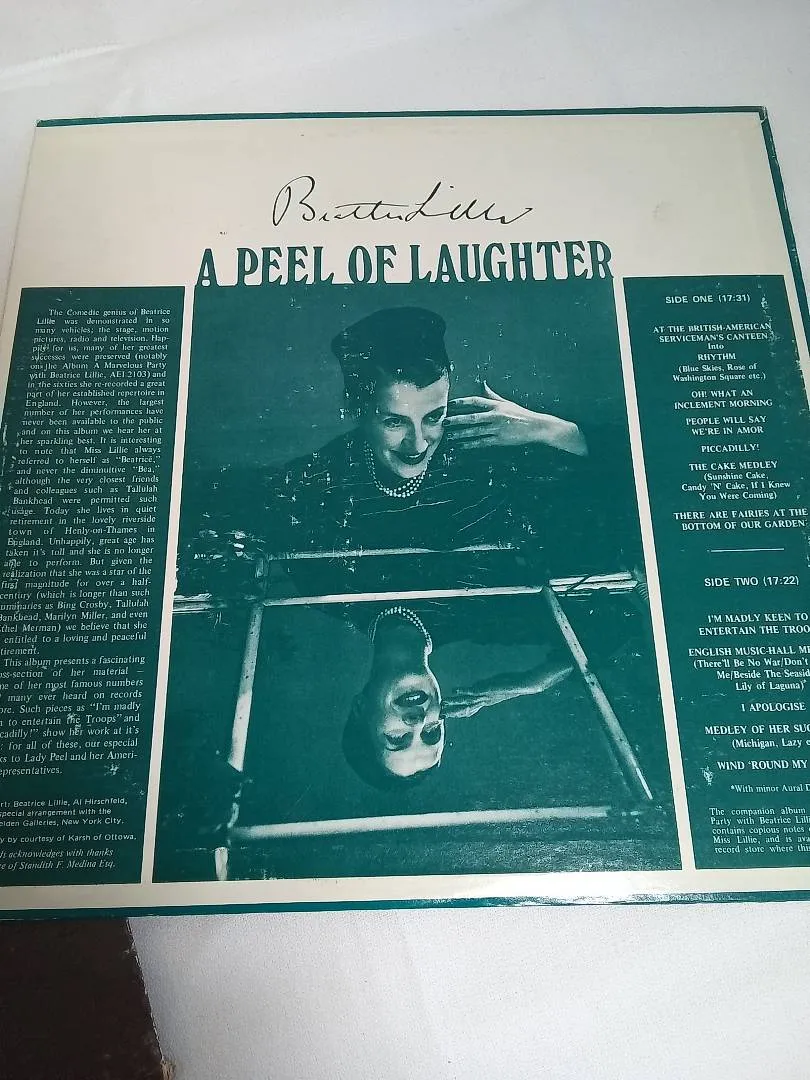 Beatrice Lillie
A PEEL OF LAUGHTER
The Comedic genius of Beatrice
Lillie was demonstrated in so
many vehicles; the stage, motion
pictures, radio and television. Hap-
pily for us, many of her greatest
successes were preserved (notably
on the Album A Marvelous Party
with Beatrice Lillie, AEI 2103) and
in the sixties she re-recorded a great
part of her established repertoire in
England. However, the largest
number of her performances have
never been available to the public
and on this album we hear her at
her sparkling best. It is interesting
to note that Miss Lillie always
referred to herself as "Beatrice,"
and never the diminutive "Bea,"
although the very closest friends
and colleagues such as Tallulah
Bankhead were permitted such
usage. Today she lives in quiet
retirement in the lovely riverside
town of Henly-on-Thames in
England. Unhappily, great age has
taken it's toll and she is no longer
able to perform. But given the
realization that she was a star of the
first magnitude for over a half-
century (which is longer than such
luminaries as Bing Crosby, Tallulah
Bankhead, Marilyn Miller, and even
Ethel Merman) we believe that she
entitled to a loving and peaceful
tirement.
This album presents a fascinating
oss-section of her material –
me of her most famous numbers
many ever heard on records
ore. Such pieces as "I'm madly
n to entertain the Troops" and
cadilly!" show her work at it's
: for all of these, our special
ks to Lady Peel and her Ameri-
epresentatives.
rt: Beatrice Lillie, Al Hirschfeld,
special arrangement with the
elden Galleries, New York City.
y by courtesy of Karsh of Ottowa.
ls acknowledges with thanks
e of Standish F. Medina Esq.
SIDE ONE (17:31)
AT THE BRITISH-AMERICAN
SERVICEMAN'S CANTEEN
Into
RHYTHM
(Blue Skies, Rose of
Washington Square etc.)
OH! WHAT AN
INCLEMENT MORNING
PEOPLE WILL SAY
WE'RE IN AMOR
PICCADILLY!
THE CAKE MEDLEY
(Sunshine Cake,
Candy 'N' Cake, If I Knew
You Were Coming)
THERE ARE FAIRIES AT THE
BOTTOM OF OUR GARDEN
SIDE TWO (17:22)
I'M MADLY KEEN TO
ENTERTAIN THE TROO
ENGLISH MUSIC-HALL ME
(There'll Be No War/Don't
Me/Beside The Seasid
Lily of Laguna)
I APOLOGISE
MEDLEY OF HER SUC
(Michigan, Lazy
WIND 'ROUND MY
*With minor Aural D
The companion album
Party with Beatrice Lilli
contains copious notes
Miss Lillie, and is ava
record store where this